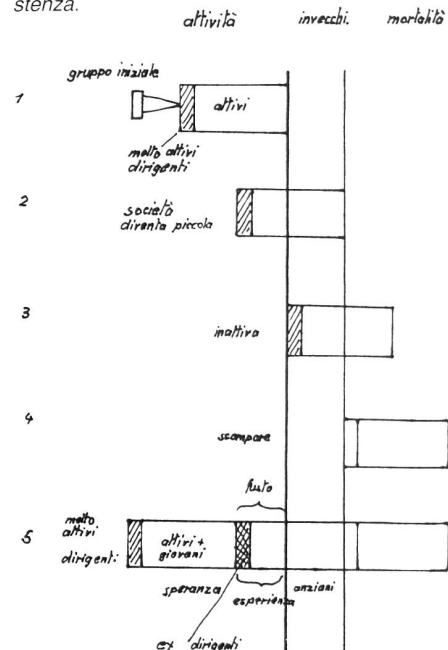 stenza.
attività invecchi. mortalità
gruppo iniziale
1
attivi
molto attivi
dirigenti
2
società
diventa piccola
3
inattiva
4
scompare
fusto
5
molto
attivi
dirigenti
attivi +
giovani
speranza
esperienza
anziani
ex dirigenti